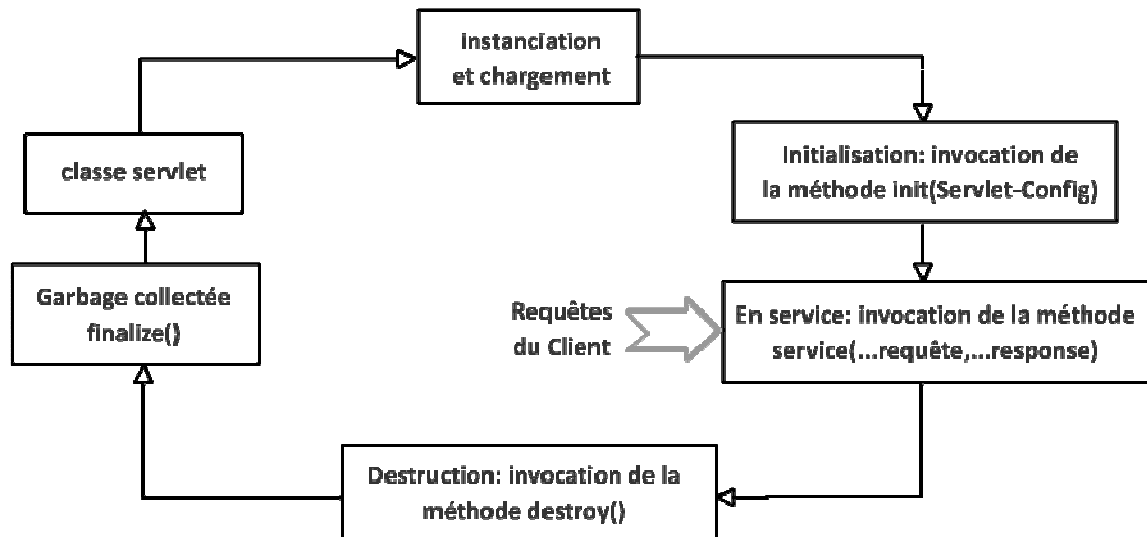 instanciation
et chargement
Initialisation: invocation de
la méthode init(Servlet-Config)
classe servlet
Garbage collectée
finalize()
Requêtes
du Client
En service: invocation de la méthode
service(...requête,...response)
Destruction: invocation de la
méthode destroy()